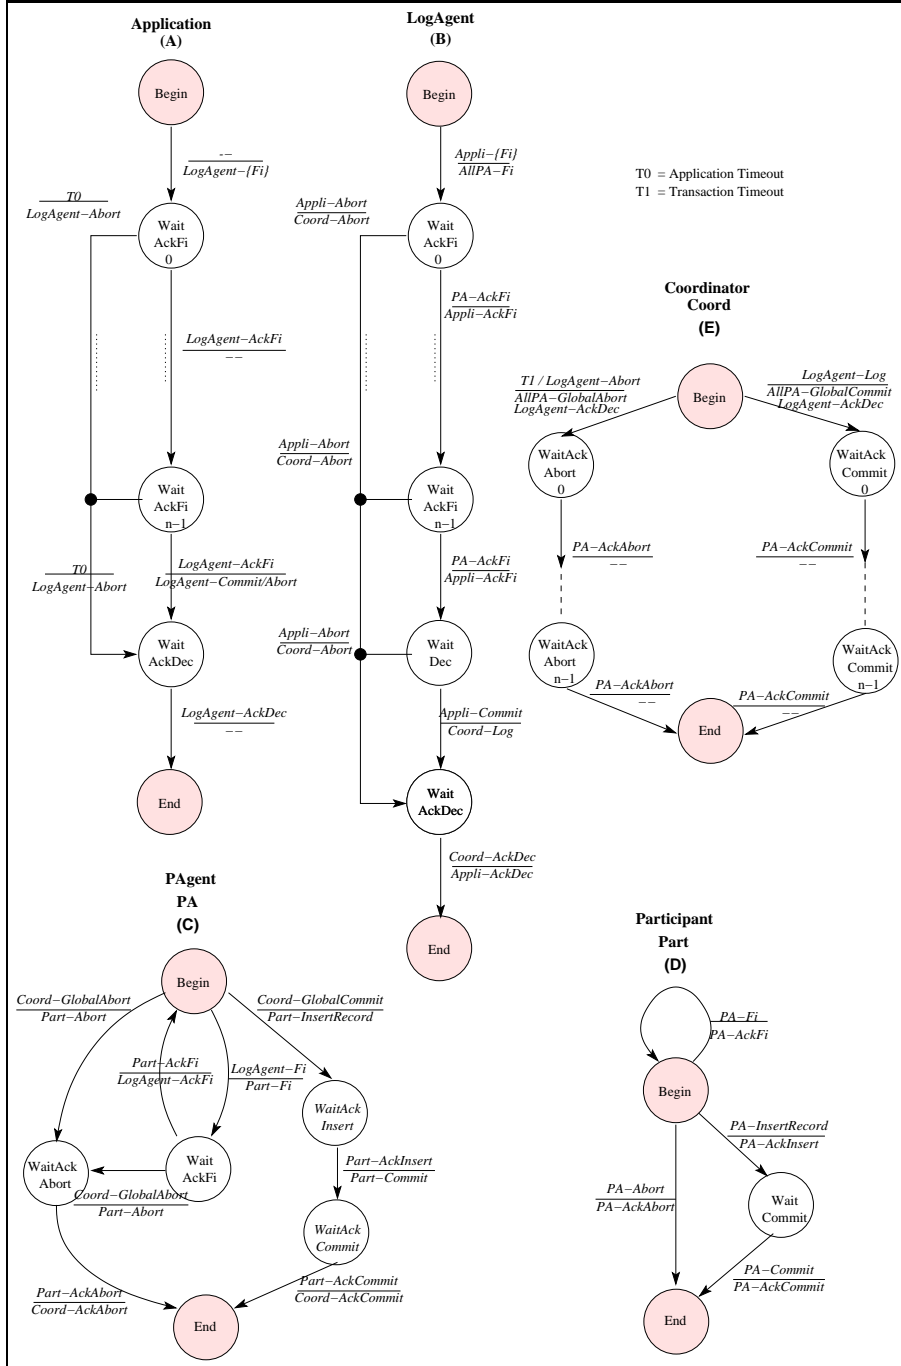 Application
(A)
Begin
--
LogAgent-{Fi}
T0
LogAgent-Abort
Wait
AckFi
0
LogAgent-AckFi
--
Wait
AckFi
n-1
T0
LogAgent-Abort
LogAgent-AckFi
LogAgent-Commit/Abort
Wait
AckDec
LogAgent-AckDec
--
End
LogAgent
(B)
Begin
Appli-{Fi}
AllPA-Fi
Appli-Abort
Coord-Abort
Wait
AckFi
0
PA-AckFi
Appli-AckFi
Appli-Abort
Coord-Abort
Wait
AckFi
n-1
PA-AckFi
Appli-AckFi
Appli-Abort
Coord-Abort
Wait
Dec
Appli-Commit
Coord-Log
Wait
AckDec
Coord-AckDec
Appli-AckDec
End
T0 = Application Timeout
T1 = Transaction Timeout
Coordinator
Coord
(E)
T1 / LogAgent-Abort
AllPA-GlobalAbort
LogAgent-AckDec
Begin
LogAgent-Log
AllPA-GlobalCommit
LogAgent-AckDec
WaitAck
Abort
0
WaitAck
Commit
0
PA-AckAbort
--
PA-AckCommit
--
WaitAck
Abort
n-1
WaitAck
Commit
n-1
PA-AckAbort
--
PA-AckCommit
--
End
PAgent
PA
(C)
Begin
Coord-GlobalAbort
Part-Abort
Coord-GlobalCommit
Part-InsertRecord
Part-AckFi
LogAgent-AckFi
LogAgent-Fi
Part-Fi
WaitAck
Insert
WaitAck
Abort
Wait
AckFi
Coord-GlobalAbort
Part-Abort
Part-AckInsert
Part-Commit
WaitAck
Commit
Part-AckAbort
Coord-AckAbort
Part-AckCommit
Coord-AckCommit
End
Participant
Part
(D)
PA-Fi
PA-AckFi
Begin
PA-InsertRecord
PA-AckInsert
PA-Abort
PA-AckAbort
Wait
Commit
PA-Commit
PA-AckCommit
End